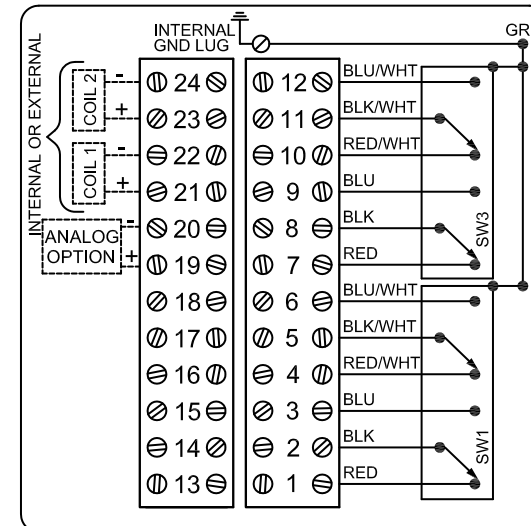 INTERNAL
GND LUG
GR
INTERNAL OR EXTERNAL
COIL 2
-
+
COIL 1
-
+
ANALOG
OPTION
-
+
24
23
22
21
20
19
18
17
16
15
14
13
12
11
10
9
8
7
6
5
4
3
2
1
BLU/WHT
BLK/WHT
RED/WHT
BLU
BLK
RED
SW3
BLU/WHT
BLK/WHT
RED/WHT
BLU
BLK
RED
SW1